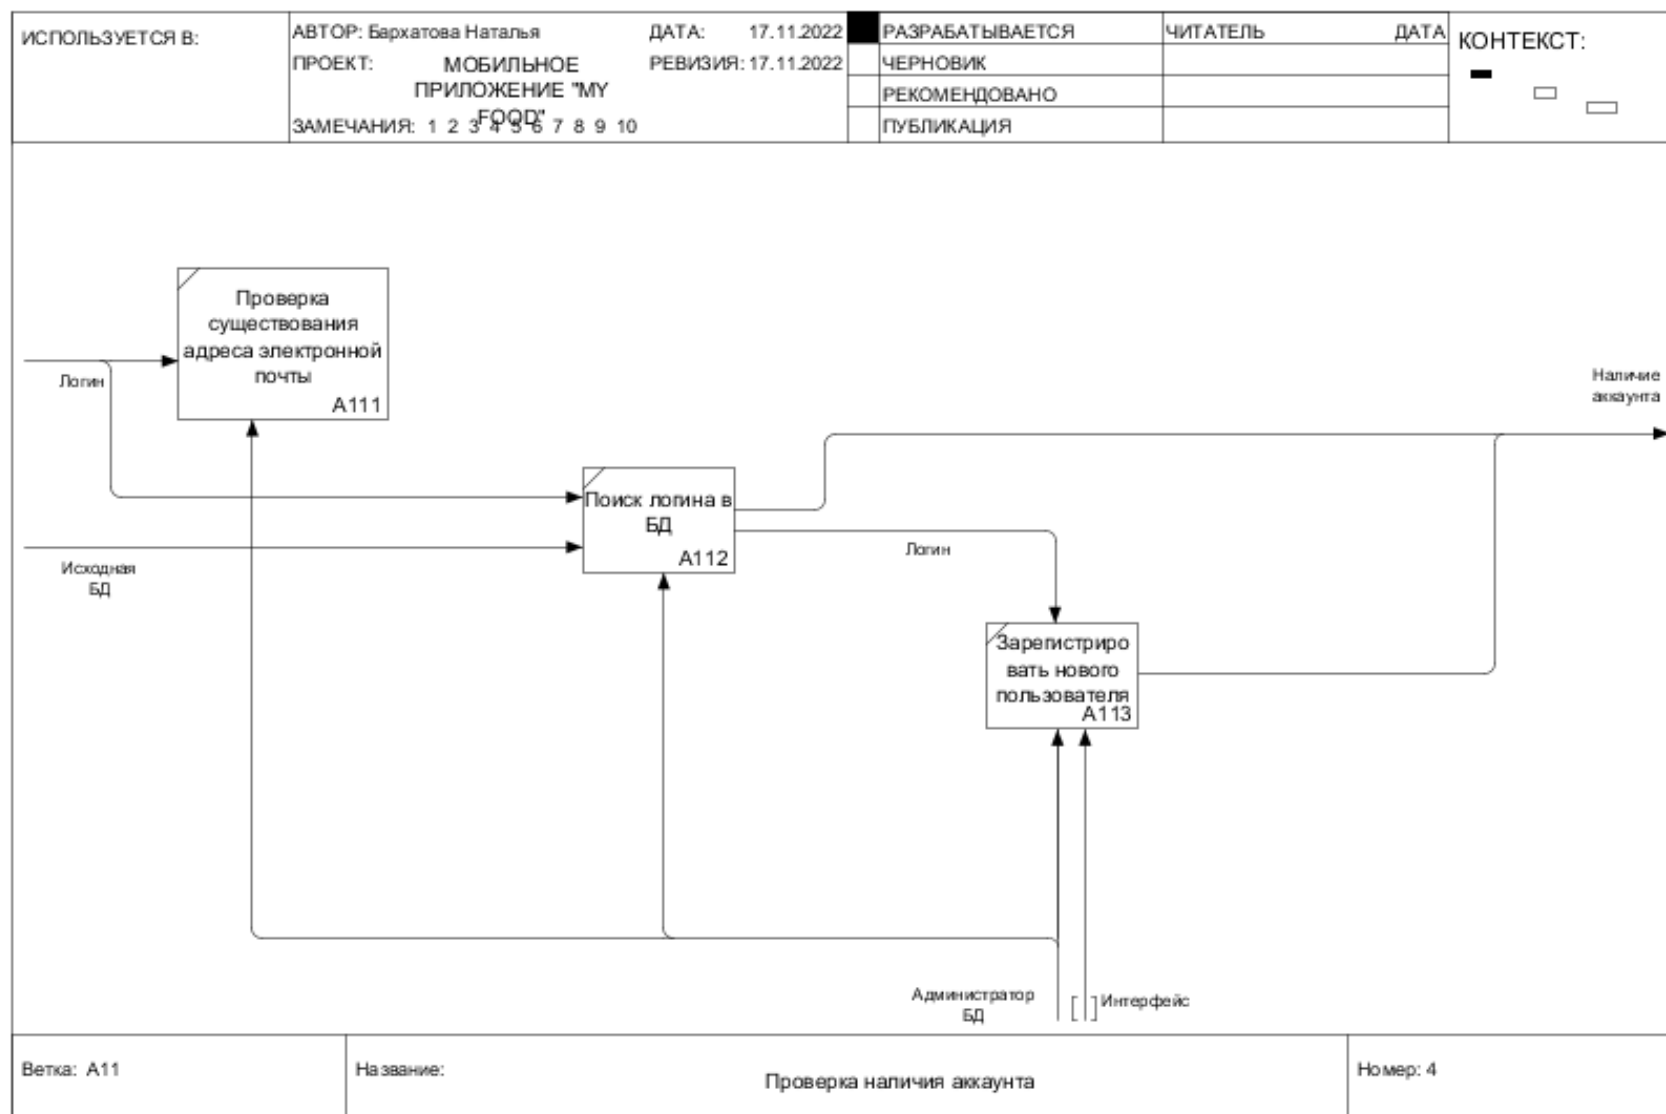 ИСПОЛЬЗУЕТСЯ В:
АВТОР: Бархатова Наталья
ДАТА: 17.11.2022
ПРОЕКТ: МОБИЛЬНОЕ
ПРИЛОЖЕНИЕ "MY
FOOD"
РЕВИЗИЯ: 17.11.2022
ЗАМЕЧАНИЯ: 1 2 3 4 5 6 7 8 9 10
РАЗРАБАТЫВАЕТСЯ
ЧЕРНОВИК
РЕКОМЕНДОВАНО
ПУБЛИКАЦИЯ
ЧИТАТЕЛЬ
ДАТА
КОНТЕКСТ:
Проверка
существования
адреса электронной
почты
A111
Логин
Наличие
аккаунта
Поиск логина в
БД
A112
Исходная
БД
Логин
Зарегистриро
вать нового
пользователя
A113
Администратор
БД
Интерфейс
Ветка: A11
Название:
Проверка наличия аккаунта
Номер: 4